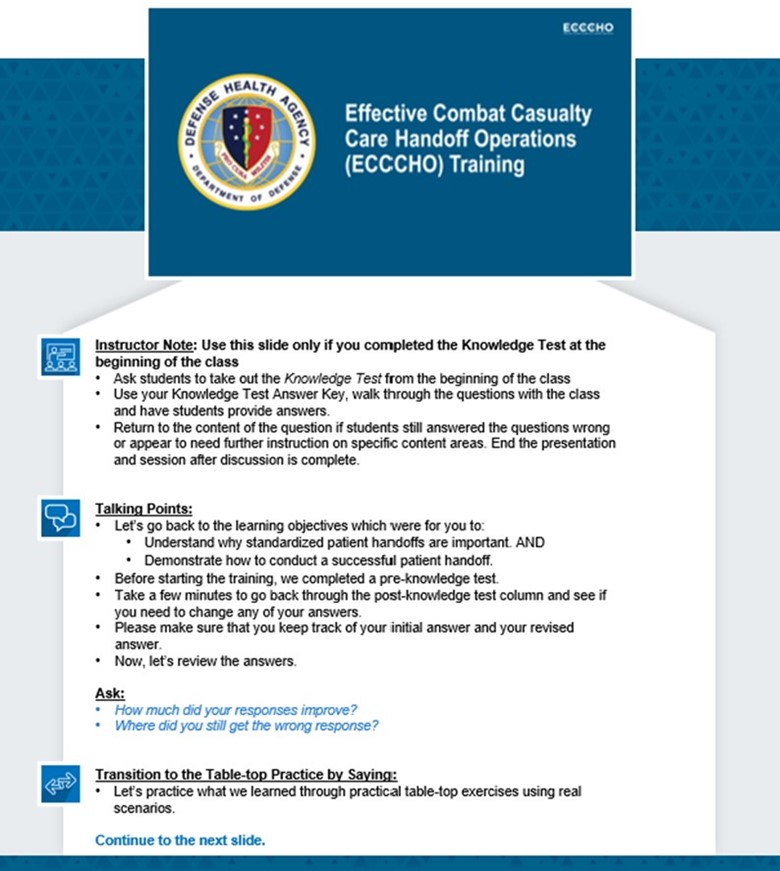 ECCCHO
DEFENSE HEALTH AGENCY
DEPARTMENT OF DEFENSE
PRO CURA MILITIS
Effective Combat Casualty
Care Handoff Operations
(ECCCHO) Training
Instructor Note: Use this slide only if you completed the Knowledge Test at the
beginning of the class
• Ask students to take out the Knowledge Test from the beginning of the class
• Use your Knowledge Test Answer Key, walk through the questions with the class
and have students provide answers.
• Return to the content of the question if students still answered the questions wrong
or appear to need further instruction on specific content areas. End the presentation
and session after discussion is complete.
Talking Points:
• Let's go back to the learning objectives which were for you to:
• Understand why standardized patient handoffs are important. AND
• Demonstrate how to conduct a successful patient handoff.
• Before starting the training, we completed a pre-knowledge test.
• Take a few minutes to go back through the post-knowledge test column and see if
you need to change any of your answers.
• Please make sure that you keep track of your initial answer and your revised
answer.
• Now, let's review the answers.
Ask:
• How much did your responses improve?
• Where did you still get the wrong response?
Transition to the Table-top Practice by Saying:
• Let's practice what we learned through practical table-top exercises using real
scenarios.
Continue to the next slide.